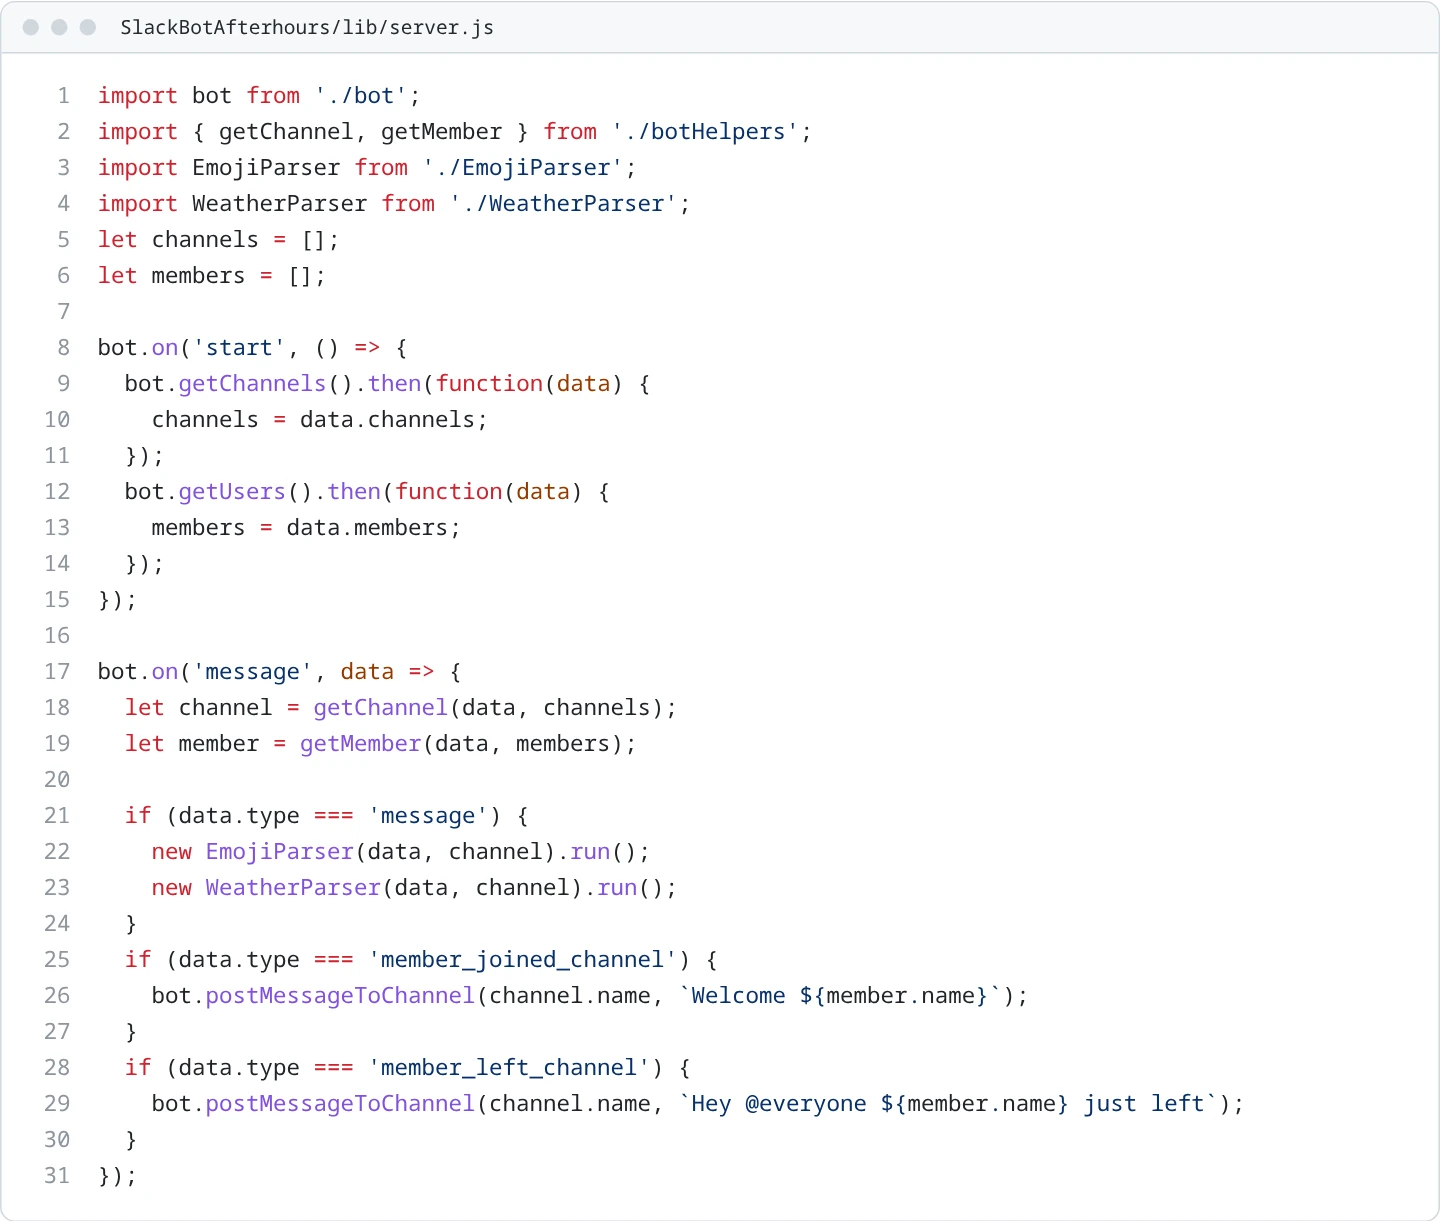 SlackBotAfterhours/lib/server.js
1 import bot from './bot';
2 import { getChannel, getMember } from './botHelpers';
3 import EmojiParser from './EmojiParser';
4 import WeatherParser from './WeatherParser';
5 let channels = [];
6 let members = [];
7
8 bot.on('start', () => {
9   bot.getChannels().then(function(data) {
10     channels = data.channels;
11   });
12   bot.getUsers().then(function(data) {
13     members = data.members;
14   });
15 });
16
17 bot.on('message', data => {
18   let channel = getChannel(data, channels);
19   let member = getMember(data, members);
20
21   if (data.type === 'message') {
22     new EmojiParser(data, channel).run();
23     new WeatherParser(data, channel).run();
24   }
25   if (data.type === 'member_joined_channel') {
26     bot.postMessageToChannel(channel.name, `Welcome ${member.name}`);
27   }
28   if (data.type === 'member_left_channel') {
29     bot.postMessageToChannel(channel.name, `Hey @everyone ${member.name} just left`);
30   }
31 });